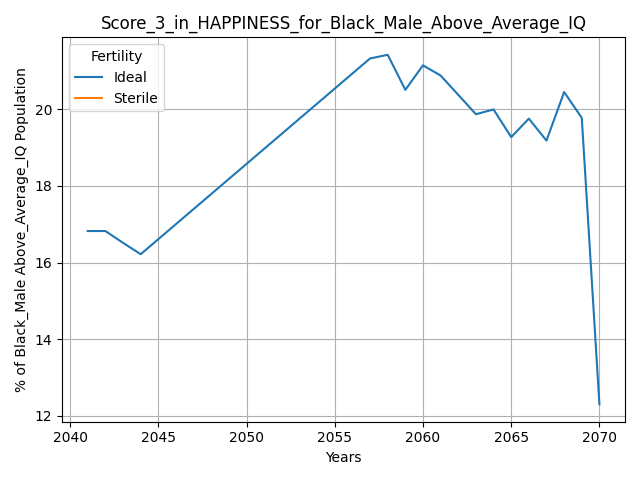 Score_3_in_HAPPINESS_for_Black_Male_Above_Average_IQ
Fertility
Ideal
Sterile
% of Black_Male Above_Average_IQ Population
20
18
16
14
12
2040
2045
2050
2055
2060
2065
2070
Years